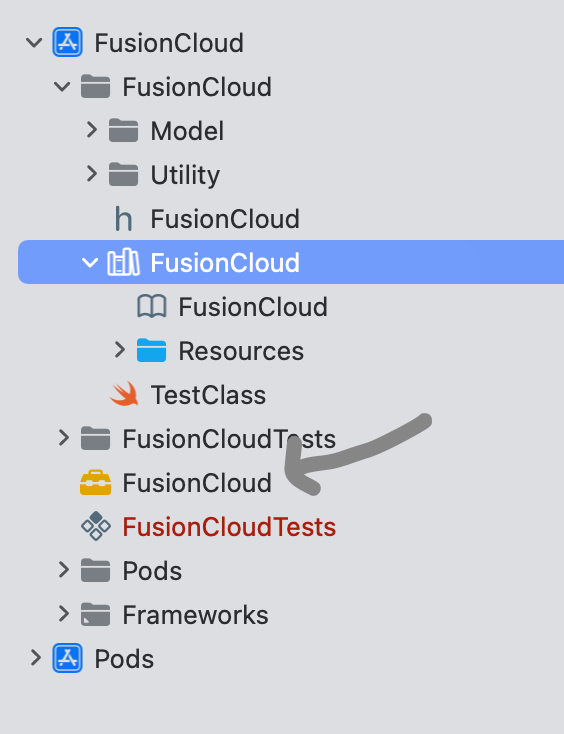 FusionCloud
FusionCloud
Model
Utility
h FusionCloud
FusionCloud
FusionCloud
Resources
TestClass
FusionCloudTests
FusionCloud
FusionCloudTests
Pods
Frameworks
Pods